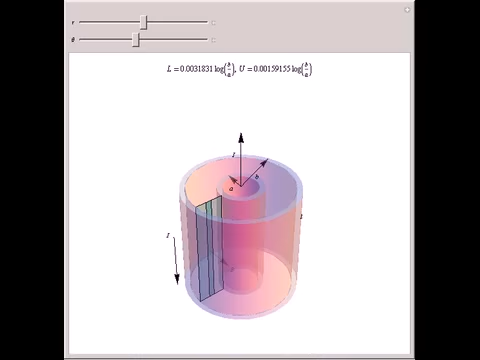 r
θ
L = 0.0031831 log(b/a), U = 0.00159155 log(b/a)
I
b
a
I